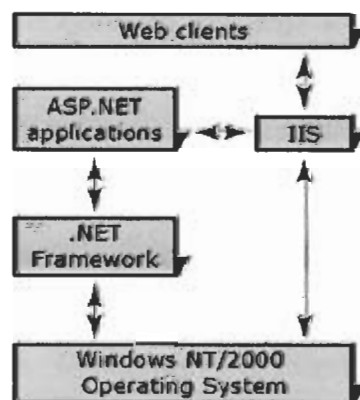 Web clients
ASP.NET
applications
IIS
.NET
Framework
Windows NT/2000
Operating System